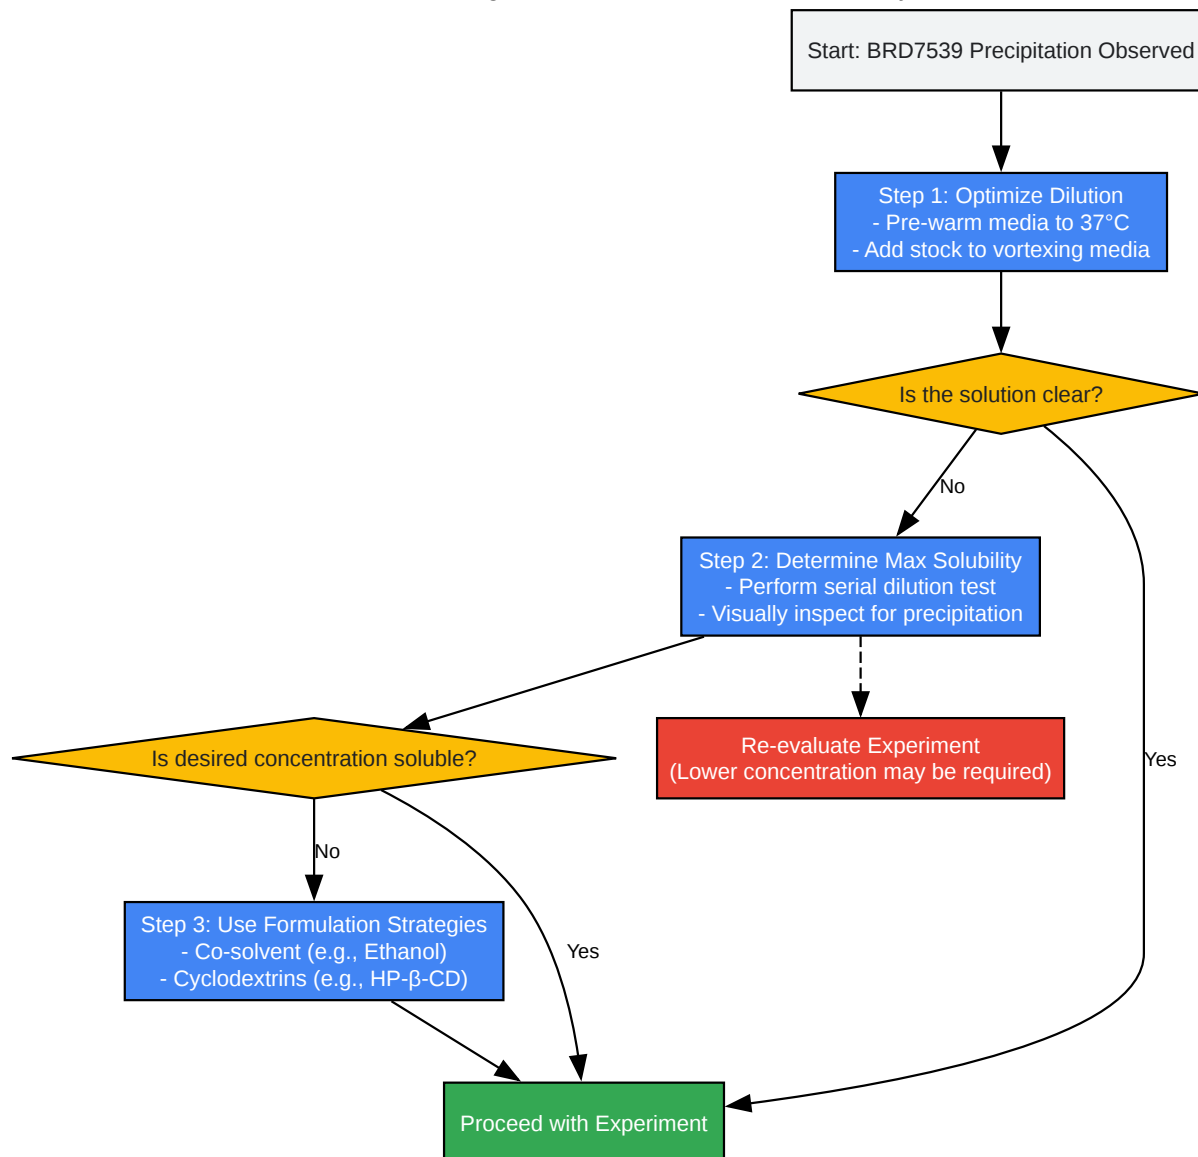 Start: BRD7539 Precipitation Observed
Step 1: Optimize Dilution
- Pre-warm media to 37°C
- Add stock to vortexing media
Is the solution clear?
No
Step 2: Determine Max Solubility
- Perform serial dilution test
- Visually inspect for precipitation
Is desired concentration soluble?
Re-evaluate Experiment
(Lower concentration may be required)
Yes
No
Step 3: Use Formulation Strategies
- Co-solvent (e.g., Ethanol)
- Cyclodextrins (e.g., HP-β-CD)
Yes
Proceed with Experiment